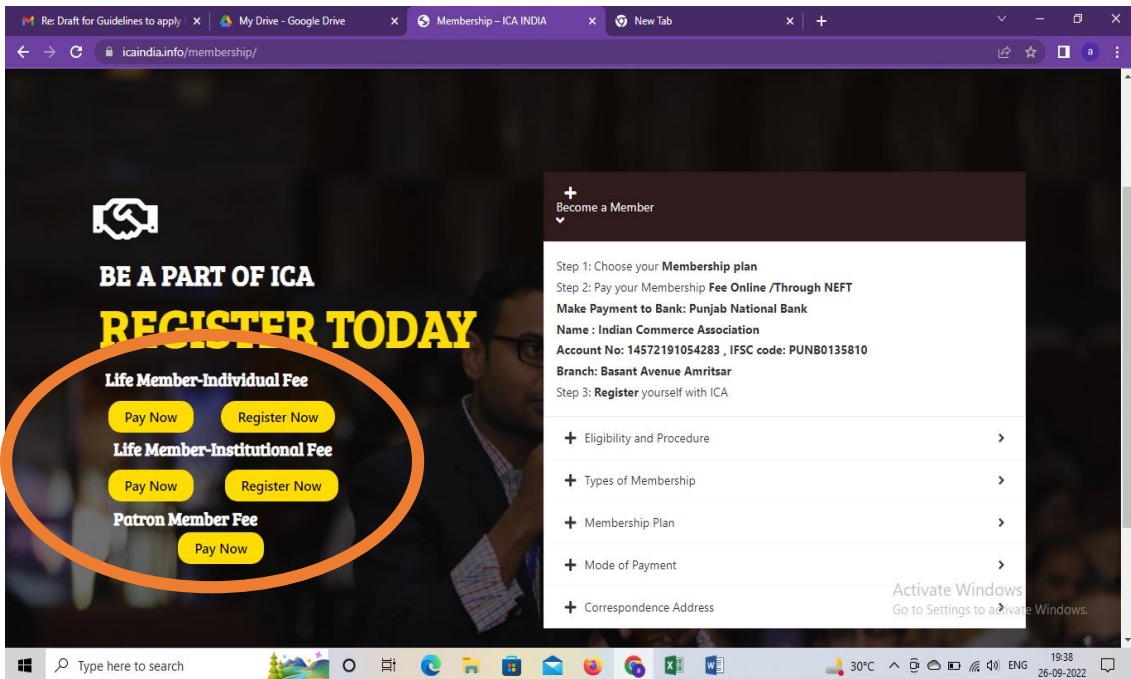 Re: Draft for Guidelines to apply
My Drive - Google Drive
Membership – ICA INDIA
New Tab
icaindia.info/membership/
a
BE A PART OF ICA
REGISTER TODAY
Life Member-Individual Fee
Pay Now
Register Now
Life Member-Institutional Fee
Pay Now
Register Now
Patron Member Fee
Pay Now
Become a Member
Step 1: Choose your Membership plan
Step 2: Pay your Membership Fee Online /Through NEFT
Make Payment to Bank: Punjab National Bank
Name : Indian Commerce Association
Account No: 14572191054283 , IFSC code: PUNB0135810
Branch: Basant Avenue Amritsar
Step 3: Register yourself with ICA
Eligibility and Procedure
Types of Membership
Membership Plan
Mode of Payment
Correspondence Address
Activate Windows
Go to Settings to activate Windows.
Type here to search
30°C
ENG
19:38
26-09-2022